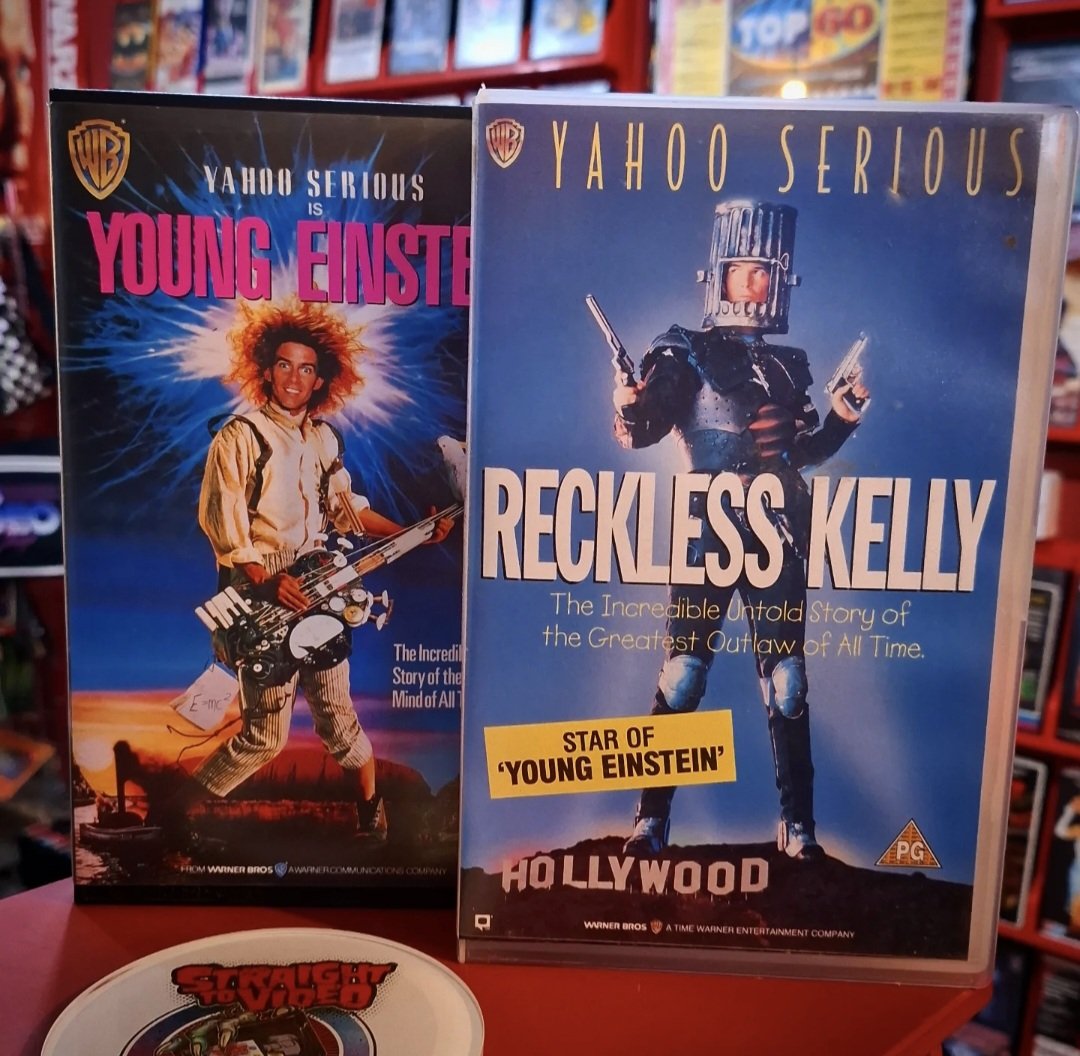 TOP GO
WB
YAHOO SERIOUS
IS
YOUNG EINSTE
The Incredi
Story of the
Mind of All T
E=mc²
FROM WARNER BROS WB A WARNER COMMUNICATIONS COMPANY
WB
YAHOO SERIOUS
RECKLESS KELLY
The Incredible Untold Story of
the Greatest Outlaw of All Time.
STAR OF
'YOUNG EINSTEIN'
PG
HOLLYWOOD
WARNER BROS WB A TIME WARNER ENTERTAINMENT COMPANY
STRAIGHT
TO VIDEO